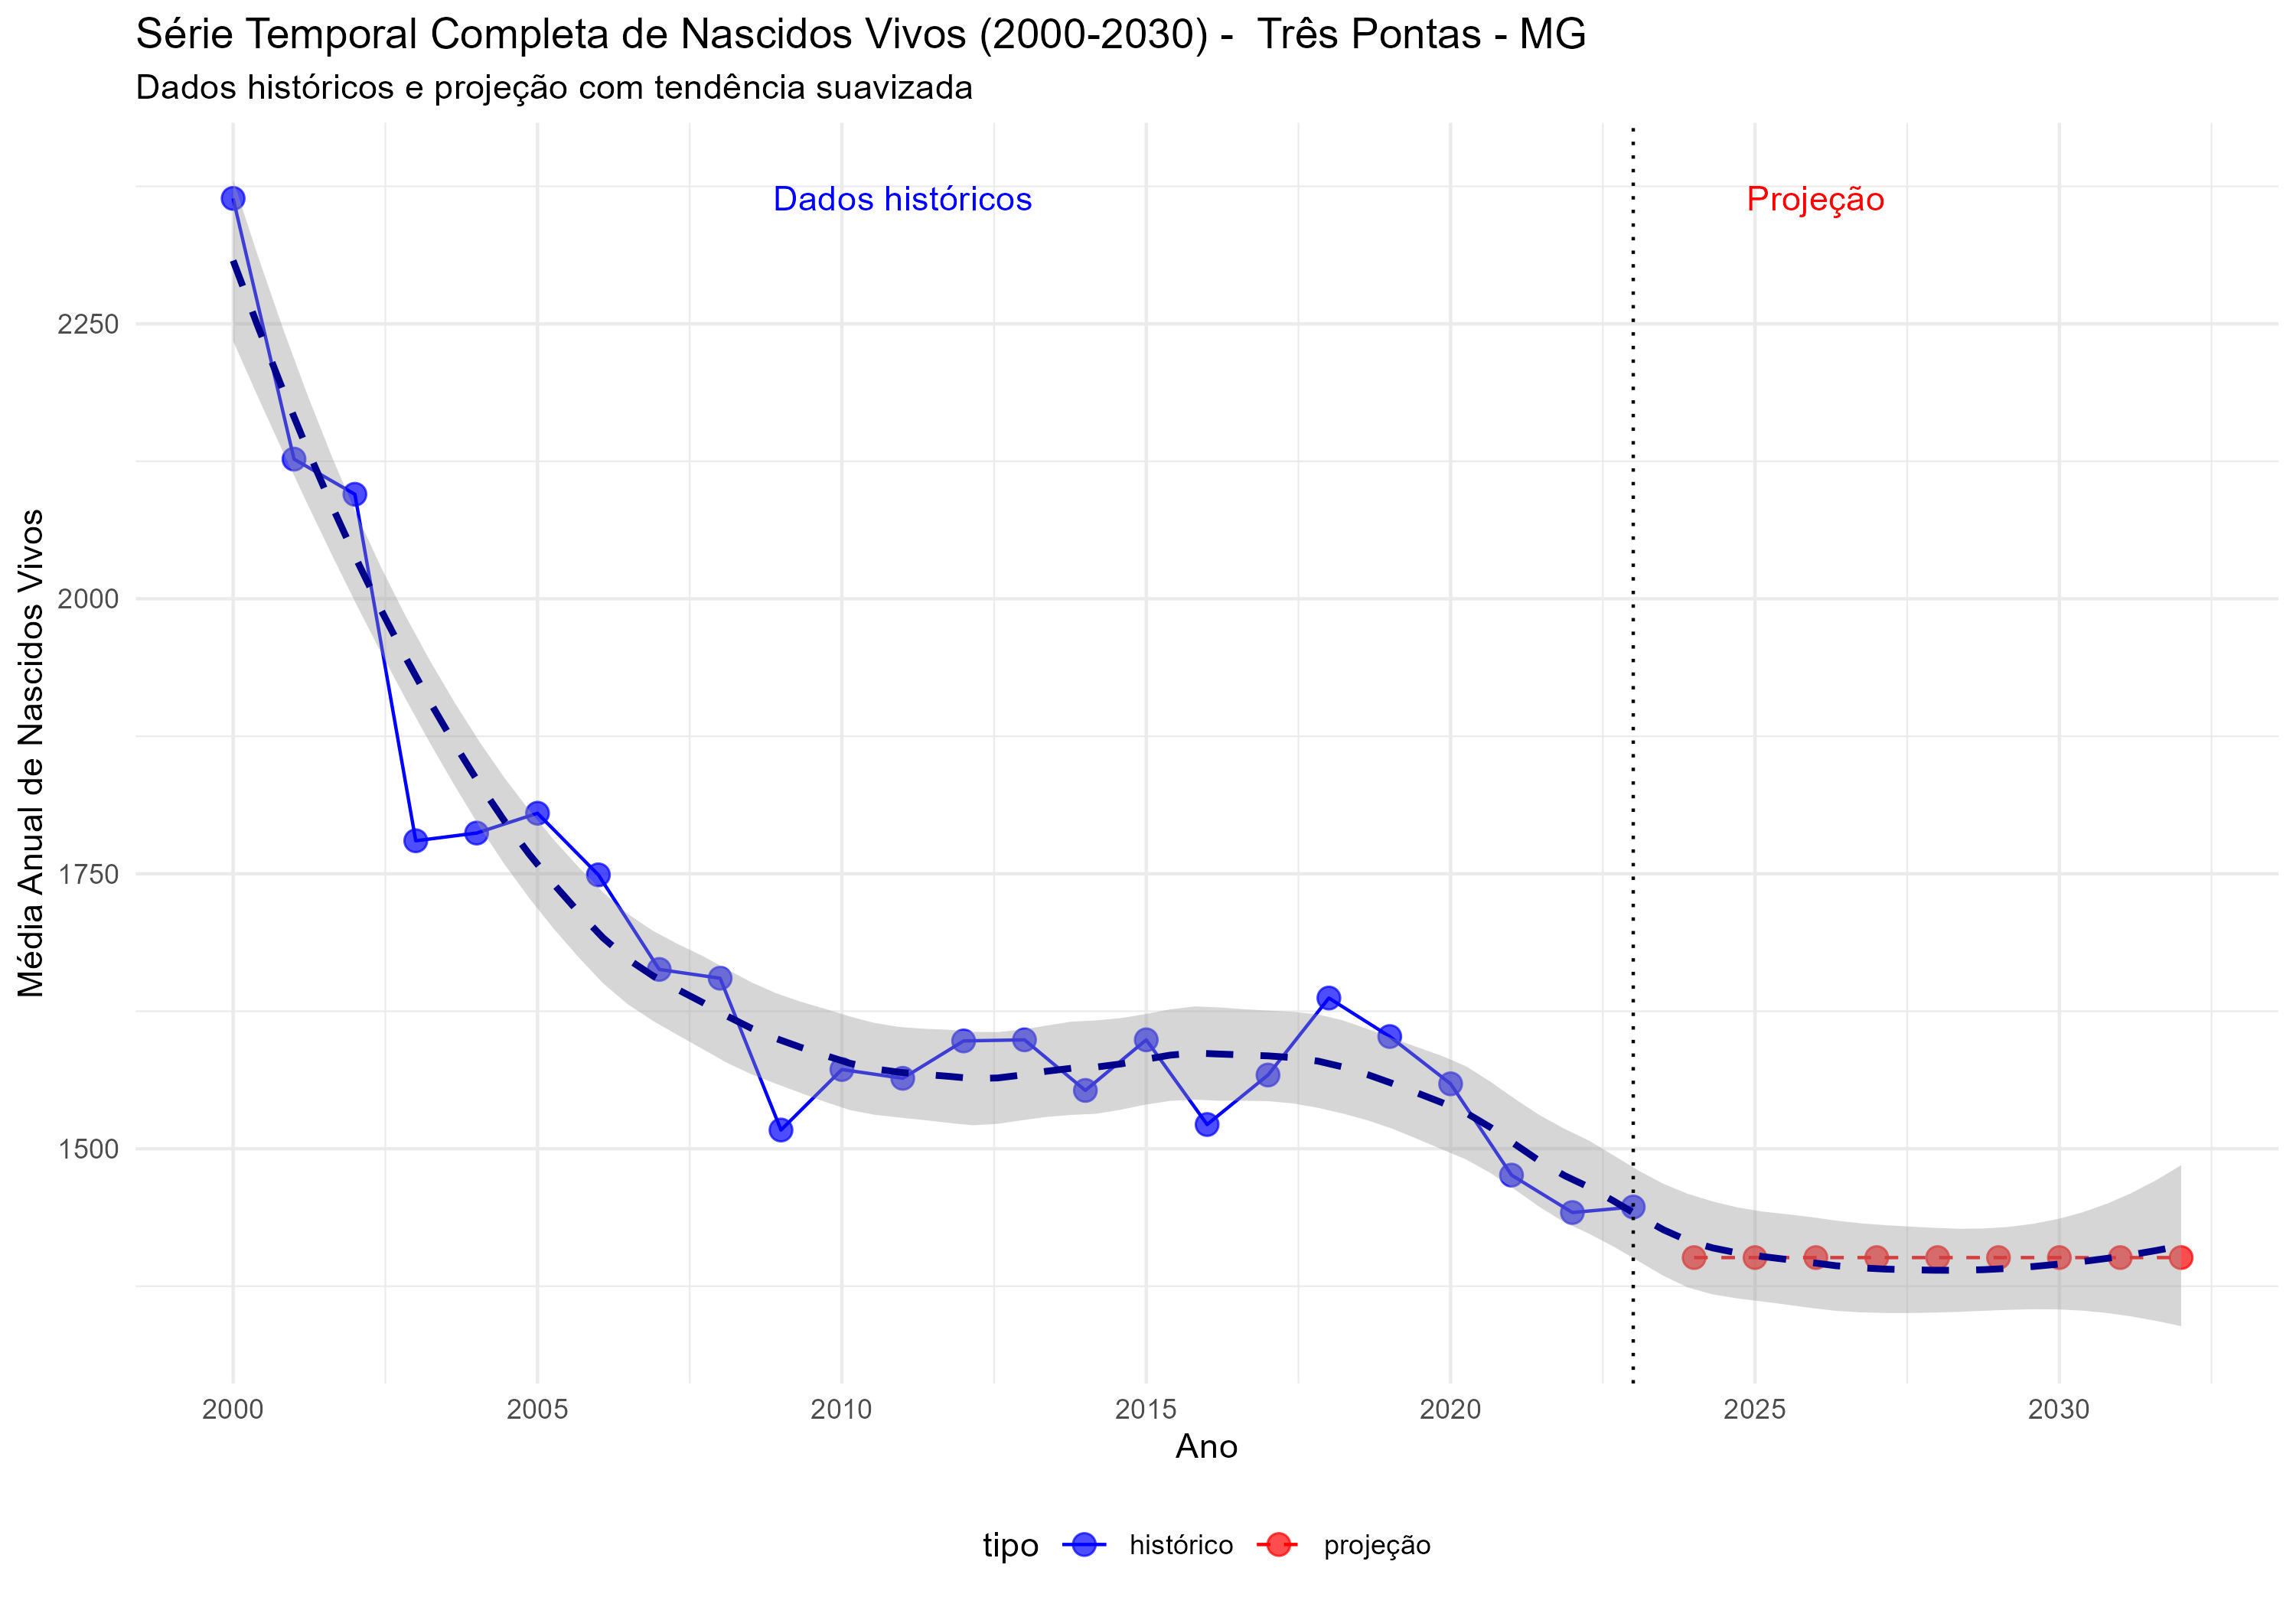 Série Temporal Completa de Nascidos Vivos (2000-2030) -  Três Pontas - MG
Dados históricos e projeção com tendência suavizada
Dados históricos
Projeção
Média Anual de Nascidos Vivos
2250
2000
1750
1500
2000 2005 2010 2015 2020 2025 2030
Ano
tipo histórico projeção